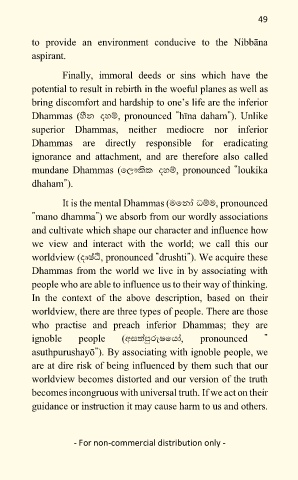 49
to provide an environment conducive to the Nibbāna
aspirant.
Finally, immoral deeds or sins which have the
potential to result in rebirth in the woeful planes as well as
bring discomfort and hardship to one’s life are the inferior
Dhammas (හීන දහම්, pronounced ῀hīna daham῀). Unlike
superior Dhammas, neither mediocre nor inferior
Dhammas are directly responsible for eradicating
ignorance and attachment, and are therefore also called
mundane Dhammas (ලෞකික දහම්, pronounced ῀loukika
dhaham῀).
It is the mental Dhammas (මනෝ ධම්ම, pronounced
῀mano dhamma῀) we absorb from our wordly associations
and cultivate which shape our character and influence how
we view and interact with the world; we call this our
worldview (දෘෂ්ඨි, pronounced ῀drushti῀). We acquire these
Dhammas from the world we live in by associating with
people who are able to influence us to their way of thinking.
In the context of the above description, based on their
worldview, there are three types of people. There are those
who practise and preach inferior Dhammas; they are
ignoble people (අසත්පුරුෂයෝ, pronounced ῀
asuthpurushayō῀). By associating with ignoble people, we
are at dire risk of being influenced by them such that our
worldview becomes distorted and our version of the truth
becomes incongruous with universal truth. If we act on their
guidance or instruction it may cause harm to us and others.
- For non-commercial distribution only -